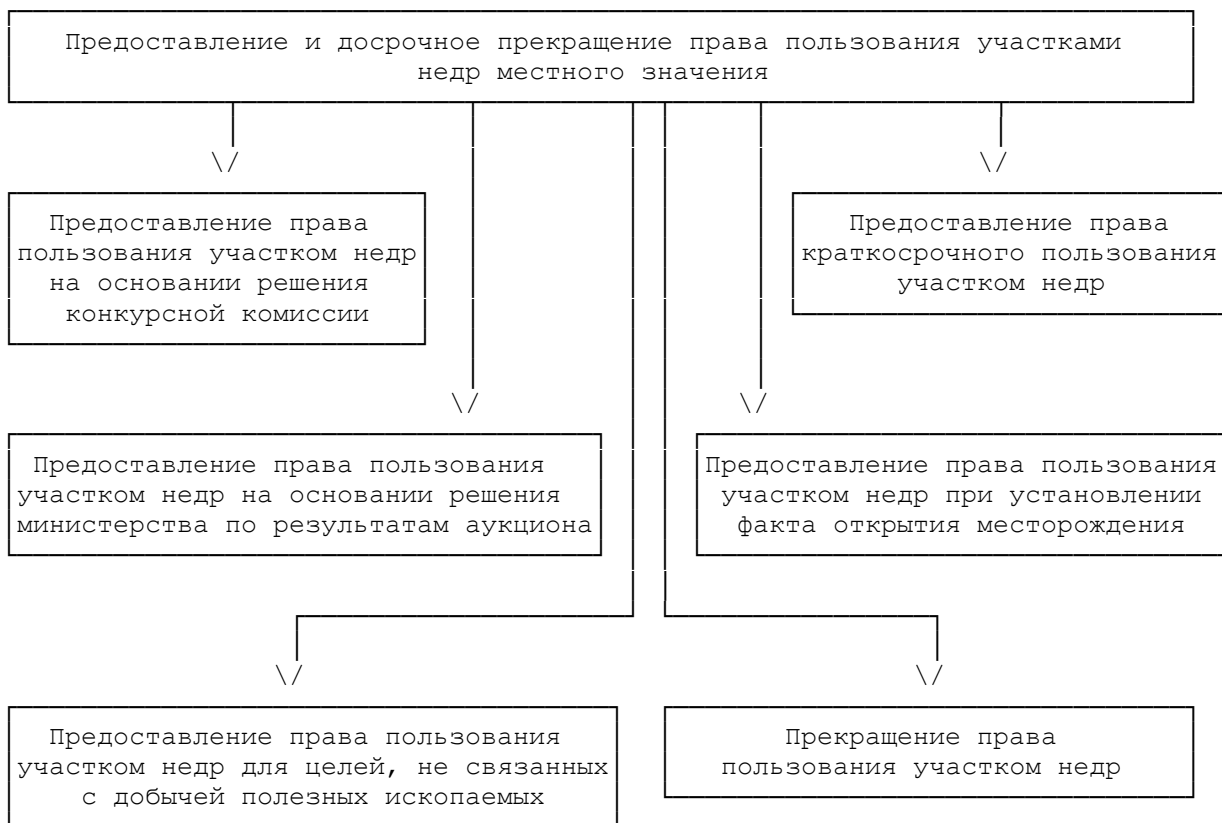 Предоставление и досрочное прекращение права пользования участками
недр местного значения
Предоставление права
пользования участком недр
на основании решения
конкурсной комиссии
Предоставление права
краткосрочного пользования
участком недр
Предоставление права пользования
участком недр на основании решения
министерства по результатам аукциона
Предоставление права пользования
участком недр при установлении
факта открытия месторождения
Предоставление права пользования
участком недр для целей, не связанных
с добычей полезных ископаемых
Прекращение права
пользования участком недр